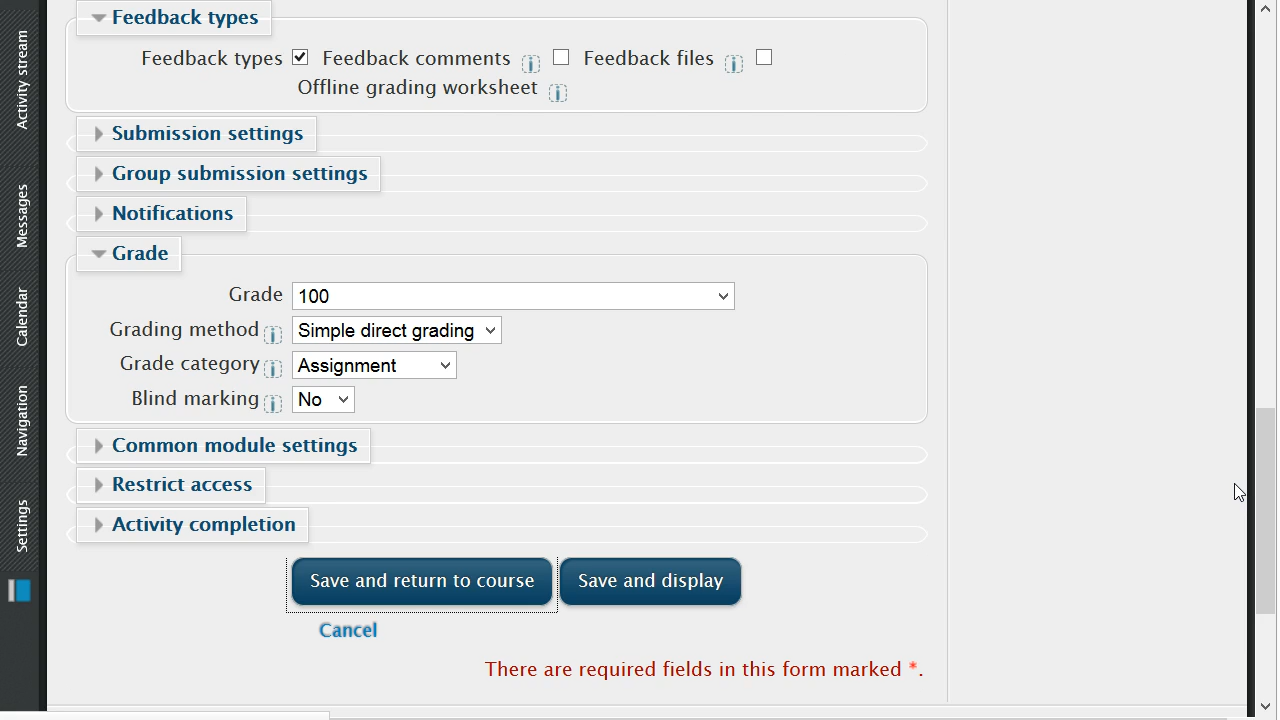 Feedback types
Feedback types Feedback comments Feedback files
Offline grading worksheet
Submission settings
Group submission settings
Notifications
Grade
Grade 100
Grading method Simple direct grading
Grade category Assignment
Blind marking No
Common module settings
Restrict access
Activity completion
Save and return to course Save and display
Cancel
There are required fields in this form marked *.
Activity stream
Messages
Calendar
Navigation
Settings